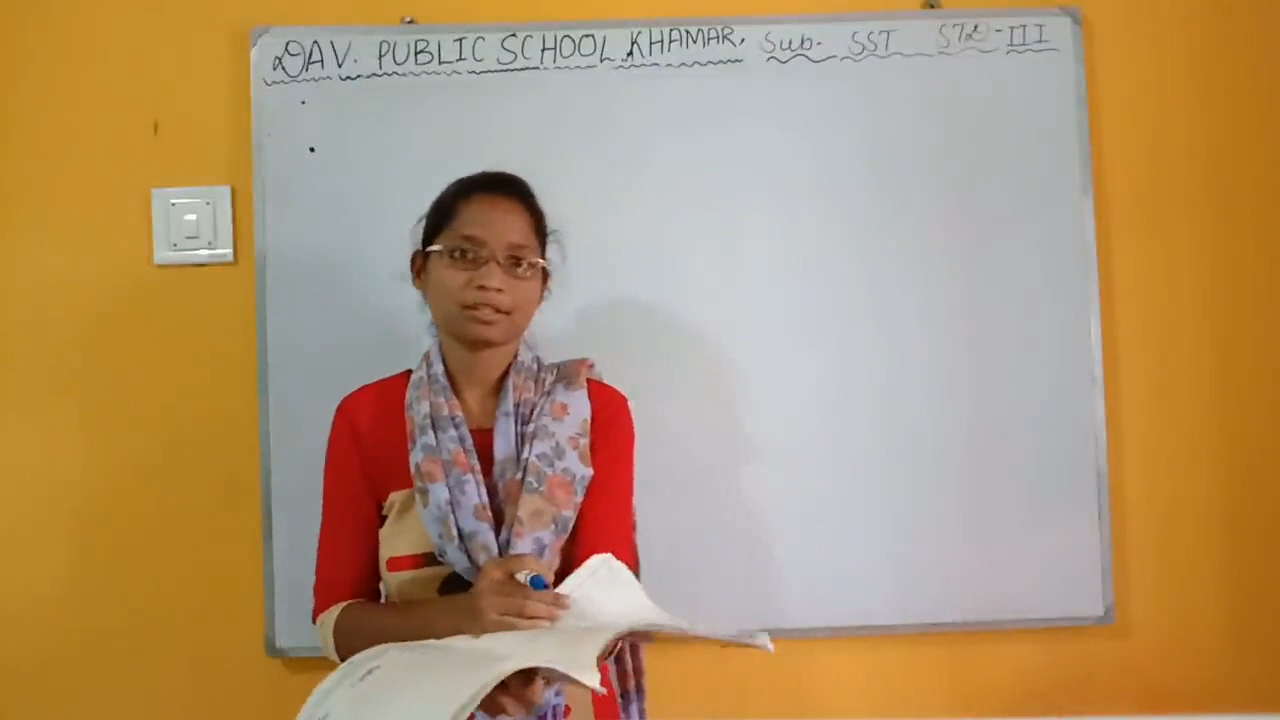 DAV. PUBLIC SCHOOL, KHAMAR, Sub- SST STD-III